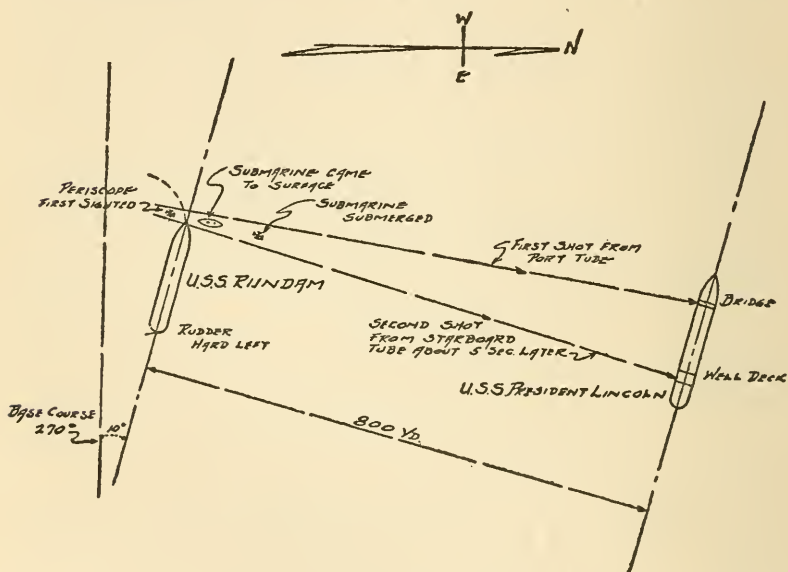 W
N
E
PERISCOPE
FIRST SIGHTED
SUBMARINE CAME
TO SURFACE
SUBMARINE
SUBMERGED
FIRST SHOT FROM
PORT TUBE
U.S.S. RIJNDAM
BRIDGE
RUDDER
HARD LEFT
SECOND SHOT
FROM STARBOARD
TUBE ABOUT 5 SEC. LATER
WELL DECK
U.S.S PRESIDENT LINCOLN
BASE COURSE
270°
10°
800 YD.